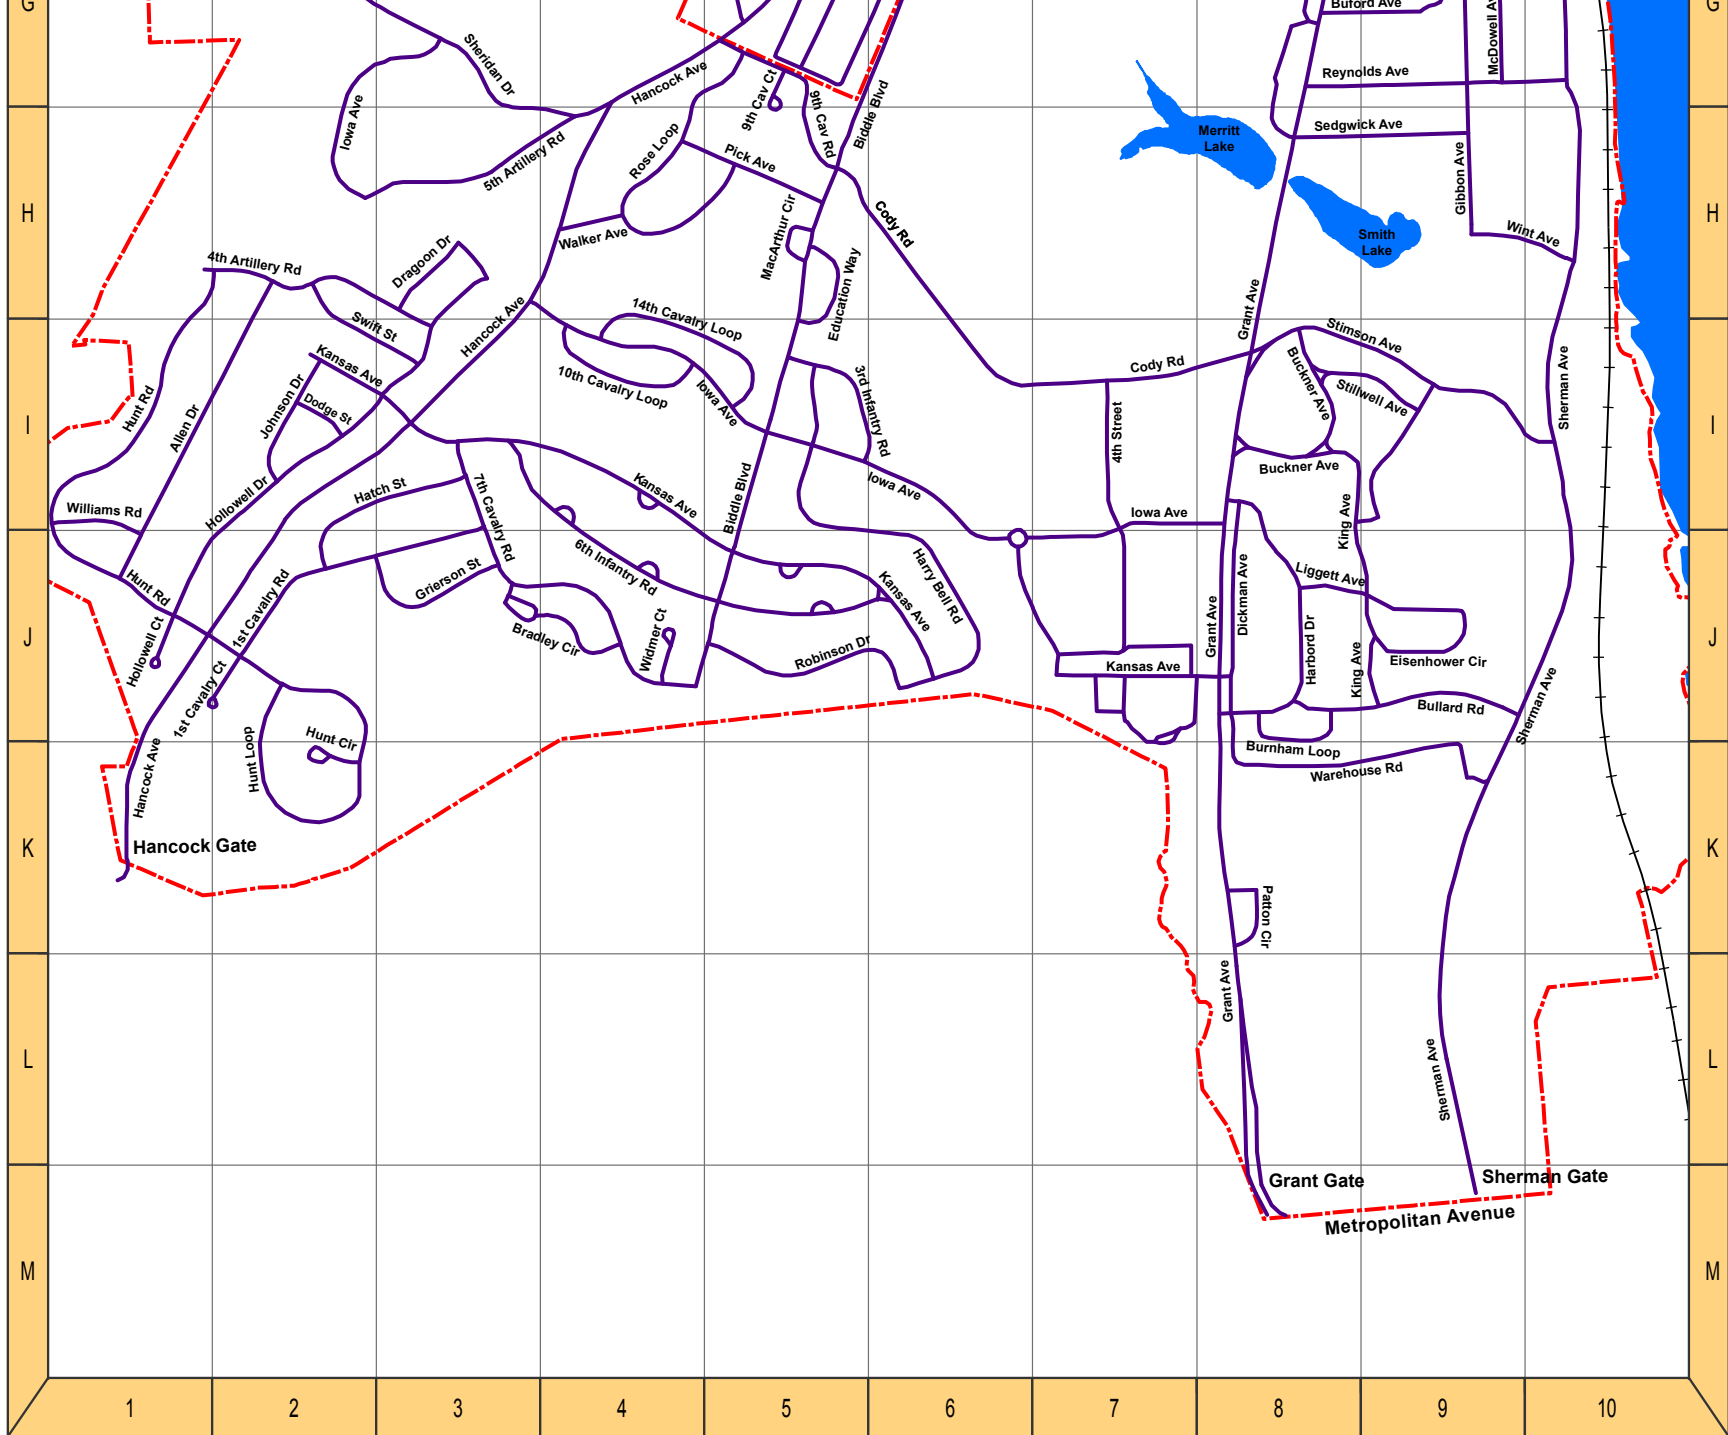 G
Buford Ave
McDowell Av
G
Sheridan Dr
Hancock Ave
Reynolds Ave
Iowa Ave
9th Cav Ct
9th Cav Rd
Biddle Blvd
Sedgwick Ave
Merritt
Lake
5th Artillery Rd
Rose Loop
Pick Ave
Gibbon Ave
H
MacArthur Cir
Cody Rd
Smith
Lake
Wint Ave
H
Walker Ave
4th Artillery Rd
Dragoon Dr
Education Way
Grant Ave
Swift St
Hancock Ave
14th Cavalry Loop
Stimson Ave
Kansas Ave
Cody Rd
Buckner Ave
Stillwell Ave
Sherman Ave
Hunt Rd
Allen Dr
Johnson Dr
Dodge St
10th Cavalry Loop
Iowa Ave
3rd Infantry Rd
4th Street
I
I
Buckner Ave
Williams Rd
Hollowell Dr
Hatch St
7th Cavalry Rd
Kansas Ave
Biddle Blvd
Iowa Ave
Iowa Ave
King Ave
6th Infantry Rd
Harry Bell Rd
Hunt Rd
1st Cavalry Rd
Grierson St
Kansas Ave
Liggett Ave
Dickman Ave
Grant Ave
J
Hollowell Ct
Bradley Cir
Widmer Ct
Robinson Dr
Kansas Ave
Harbord Dr
King Ave
Eisenhower Cir
J
1st Cavalry Ct
Bullard Rd
Sherman Ave
Hancock Ave
Hunt Loop
Hunt Cir
Burnham Loop
Warehouse Rd
K
Hancock Gate
K
Patton Cir
Grant Ave
L
Sherman Ave
L
Grant Gate
Sherman Gate
Metropolitan Avenue
M
M
1
2
3
4
5
6
7
8
9
10